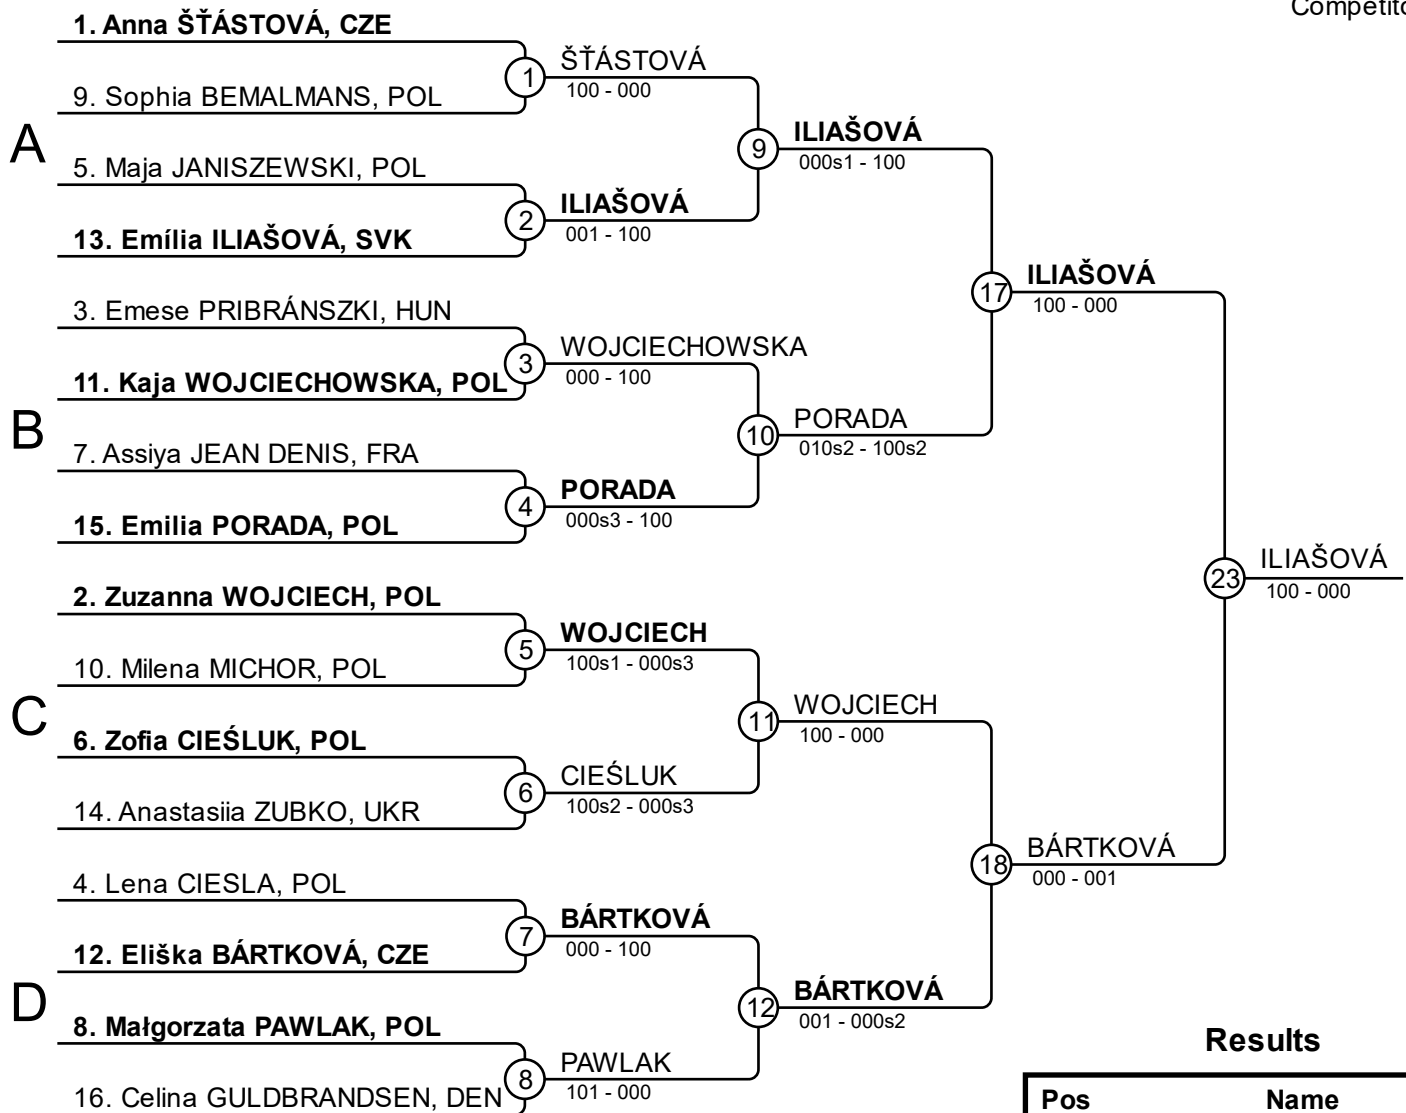 Competito
1. Anna ŠŤÁSTOVÁ, CZE
9. Sophia BEMALMANS, POL
1
ŠŤÁSTOVÁ
100 - 000
A
5. Maja JANISZEWSKI, POL
13. Emília ILIAŠOVÁ, SVK
2
ILIAŠOVÁ
001 - 100
9
ILIAŠOVÁ
000s1 - 100
3. Emese PRIBRÁNSZKI, HUN
11. Kaja WOJCIECHOWSKA, POL
3
WOJCIECHOWSKA
000 - 100
B
7. Assiya JEAN DENIS, FRA
15. Emilia PORADA, POL
4
PORADA
000s3 - 100
10
PORADA
010s2 - 100s2
17
ILIAŠOVÁ
100 - 000
2. Zuzanna WOJCIECH, POL
10. Milena MICHOR, POL
5
WOJCIECH
100s1 - 000s3
C
6. Zofia CIEŚLUK, POL
14. Anastasiia ZUBKO, UKR
6
CIEŚLUK
100s2 - 000s3
11
WOJCIECH
100 - 000
4. Lena CIESLA, POL
12. Eliška BÁRTKOVÁ, CZE
7
BÁRTKOVÁ
000 - 100
D
8. Małgorzata PAWLAK, POL
16. Celina GULDBRANDSEN, DEN
8
PAWLAK
101 - 000
12
BÁRTKOVÁ
001 - 000s2
18
BÁRTKOVÁ
000 - 001
23
ILIAŠOVÁ
100 - 000
Results
Pos Name